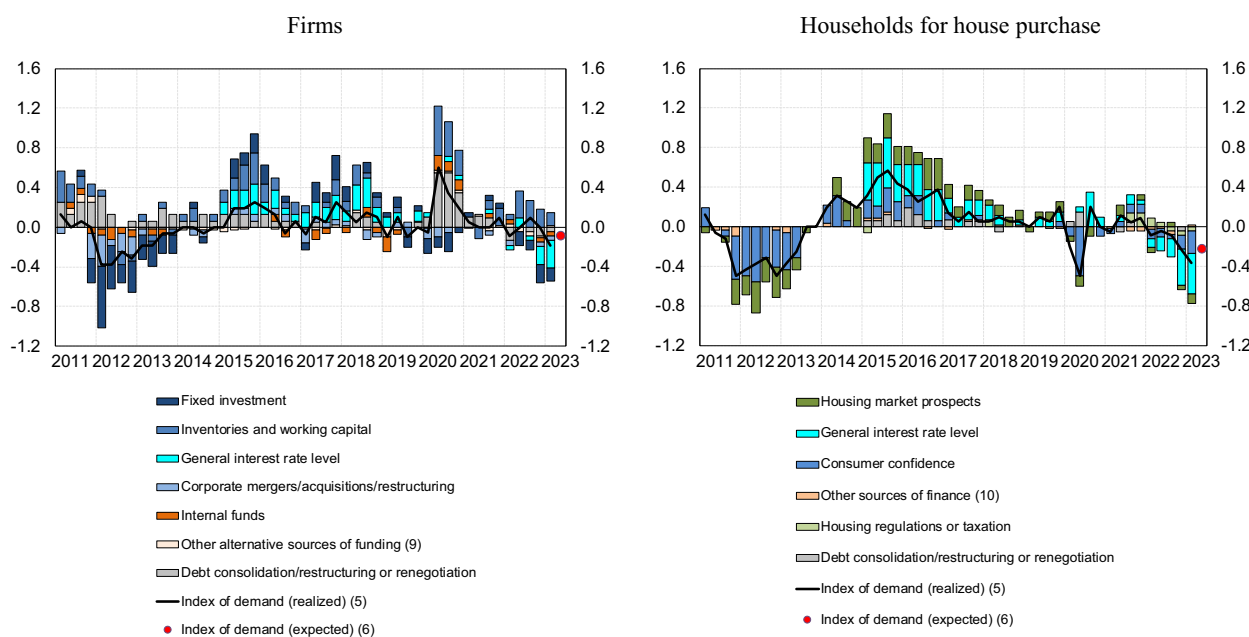 Firms
1.6
1.2
0.8
0.4
0.0
-0.4
-0.8
-1.2
1.6
1.2
0.8
0.4
0.0
-0.4
-0.8
-1.2
2011 2012 2013 2014 2015 2016 2017 2018 2019 2020 2021 2022 2023
Fixed investment
Inventories and working capital
General interest rate level
Corporate mergers/acquisitions/restructuring
Internal funds
Other alternative sources of funding (9)
Debt consolidation/restructuring or renegotiation
Index of demand (realized) (5)
Index of demand (expected) (6)
Households for house purchase
1.6
1.2
0.8
0.4
0.0
-0.4
-0.8
-1.2
1.6
1.2
0.8
0.4
0.0
-0.4
-0.8
-1.2
2011 2012 2013 2014 2015 2016 2017 2018 2019 2020 2021 2022 2023
Housing market prospects
General interest rate level
Consumer confidence
Other sources of finance (10)
Housing regulations or taxation
Debt consolidation/restructuring or renegotiation
Index of demand (realized) (5)
Index of demand (expected) (6)